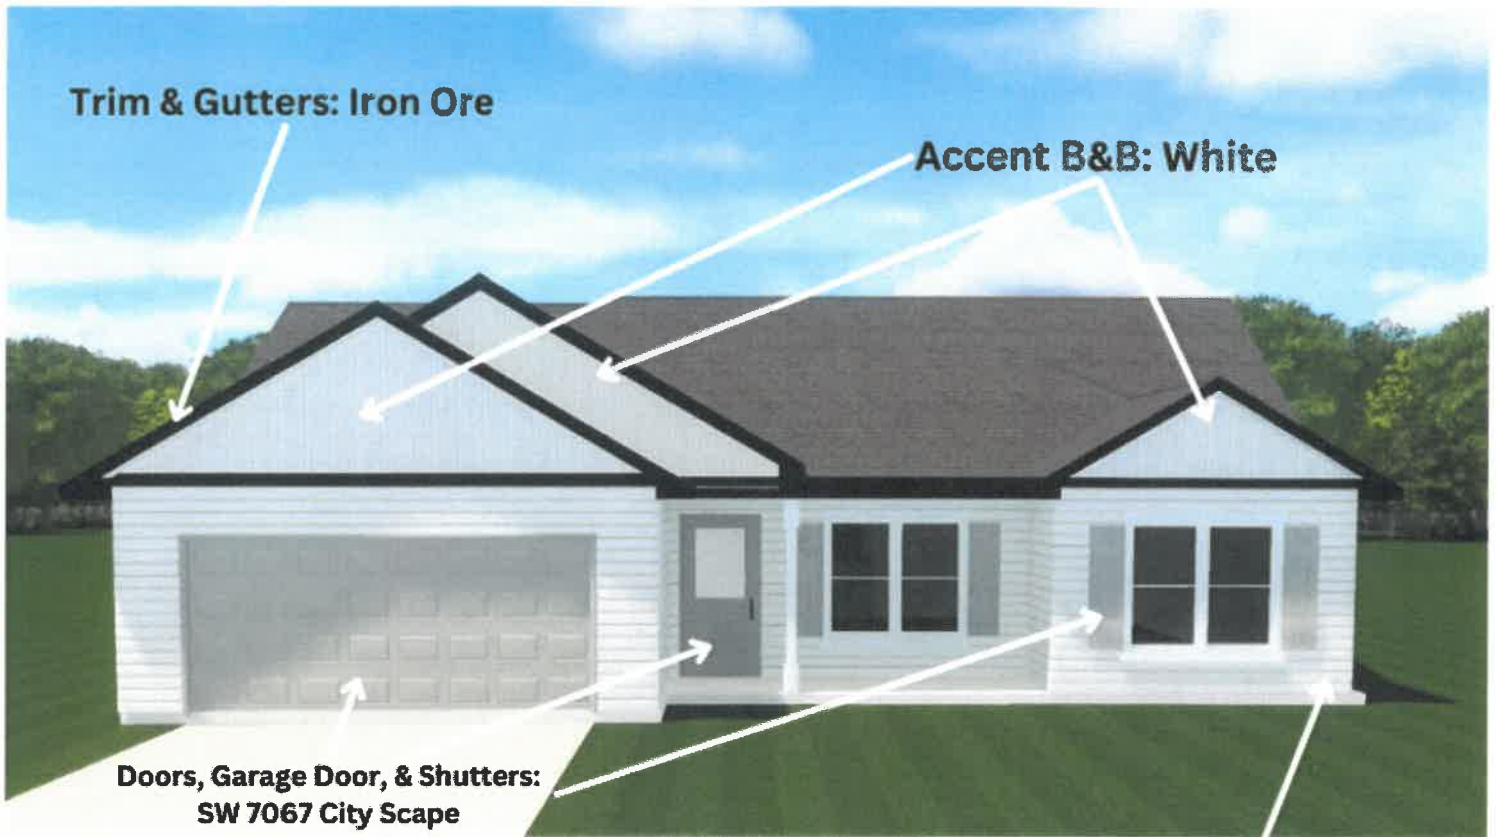 Trim & Gutters: Iron Ore
Accent B&B: White
Doors, Garage Door, & Shutters:
SW 7067 City Scape